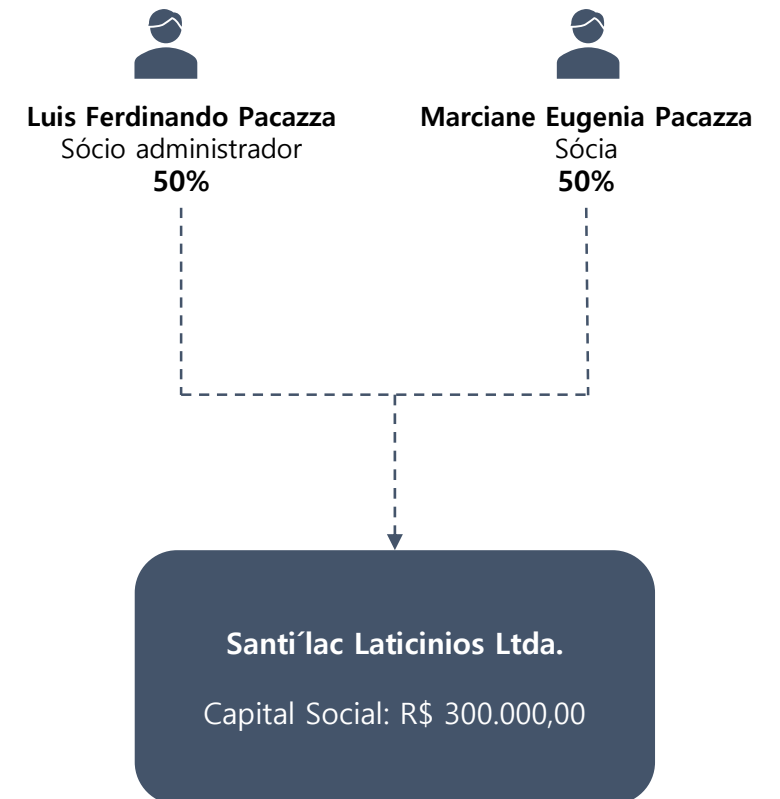 Luis Ferdinando Pacazza
Sócio administrador
50%
Marciane Eugenia Pacazza
Sócia
50%
Santi´lac Laticinios Ltda.
Capital Social: R$ 300.000,00